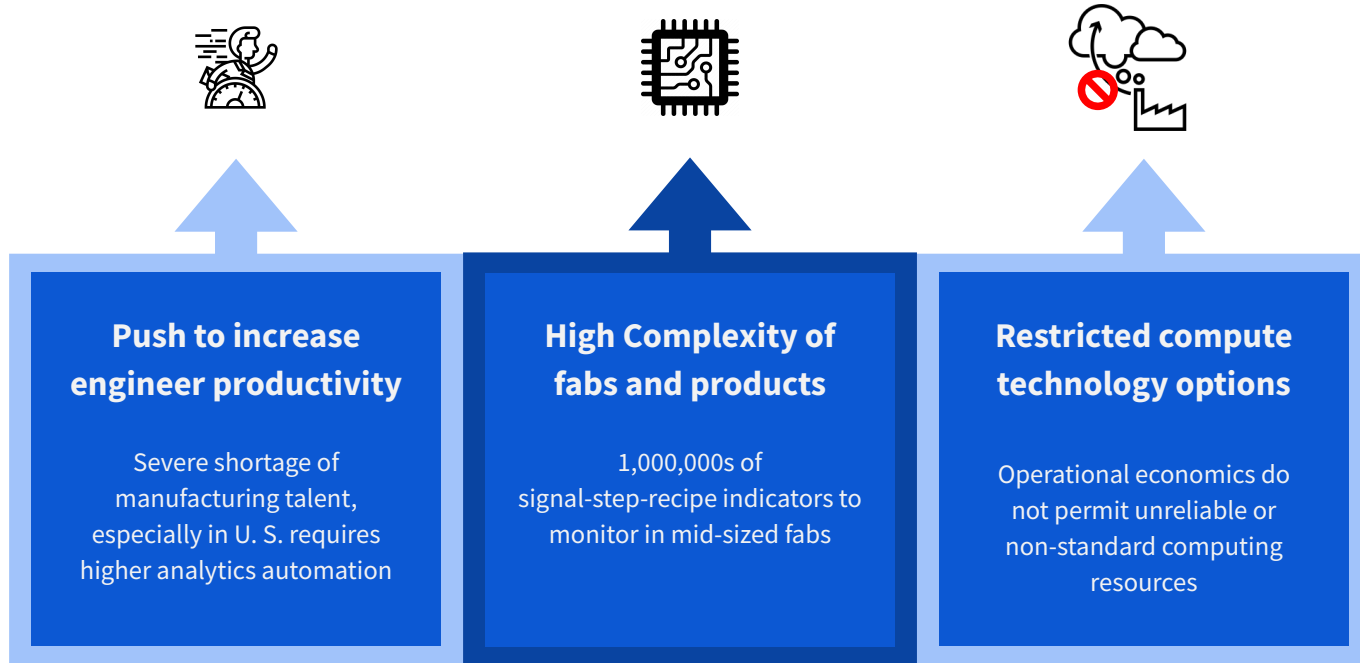 Push to increase
engineer productivity
Severe shortage of
manufacturing talent,
especially in U. S. requires
higher analytics automation
High Complexity of
fabs and products
1,000,000s of
signal-step-recipe indicators to
monitor in mid-sized fabs
Restricted compute
technology options
Operational economics do
not permit unreliable or
non-standard computing
resources